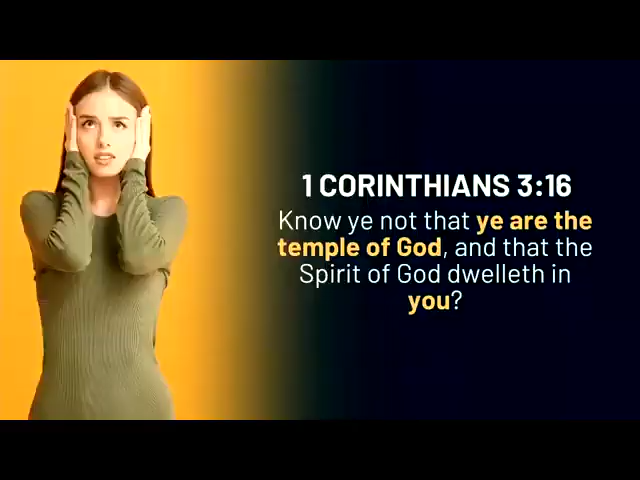 1 CORINTHIANS 3:16
Know ye not that ye are the
temple of God, and that the
Spirit of God dwelleth in
you?